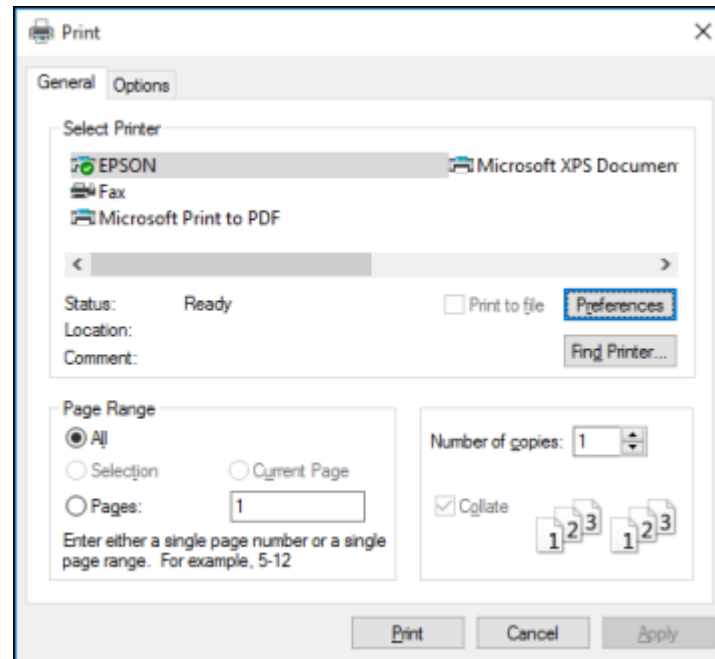 Print
General Options
Select Printer
EPSON
Microsoft XPS Documen
Fax
Microsoft Print to PDF
Status: Ready
Print to file
Preferences
Location:
Comment:
Find Printer...
Page Range
All
Selection
Current Page
Pages: 1
Enter either a single page number or a single
page range. For example, 5-12
Number of copies: 1
Collate
1 2 3 1 2 3
Print Cancel Apply